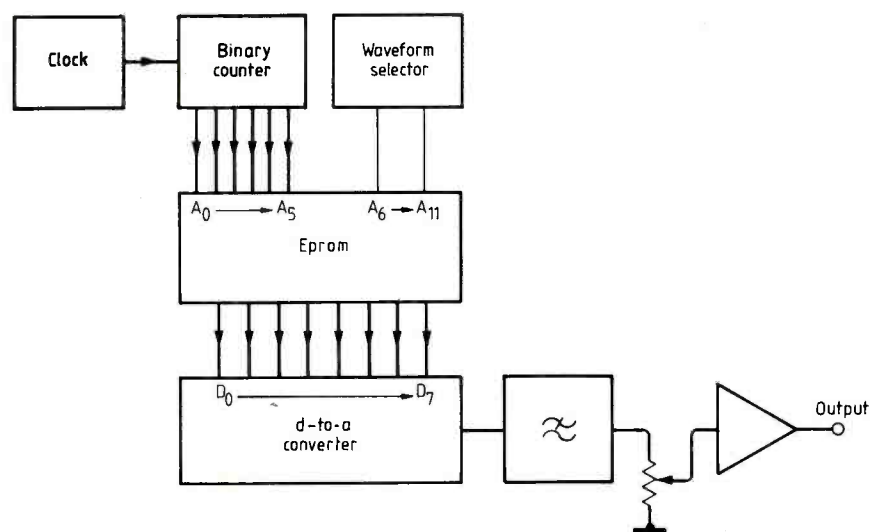 Clock
Binary
counter
Waveform
selector
A0 → A5
A6 → A11
Eprom
D0 → D7
d-to-a
converter
Output